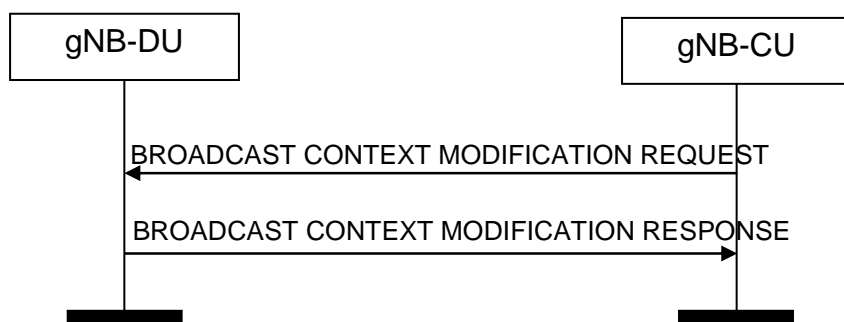 gNB-DU
gNB-CU
BROADCAST CONTEXT MODIFICATION REQUEST
BROADCAST CONTEXT MODIFICATION RESPONSE